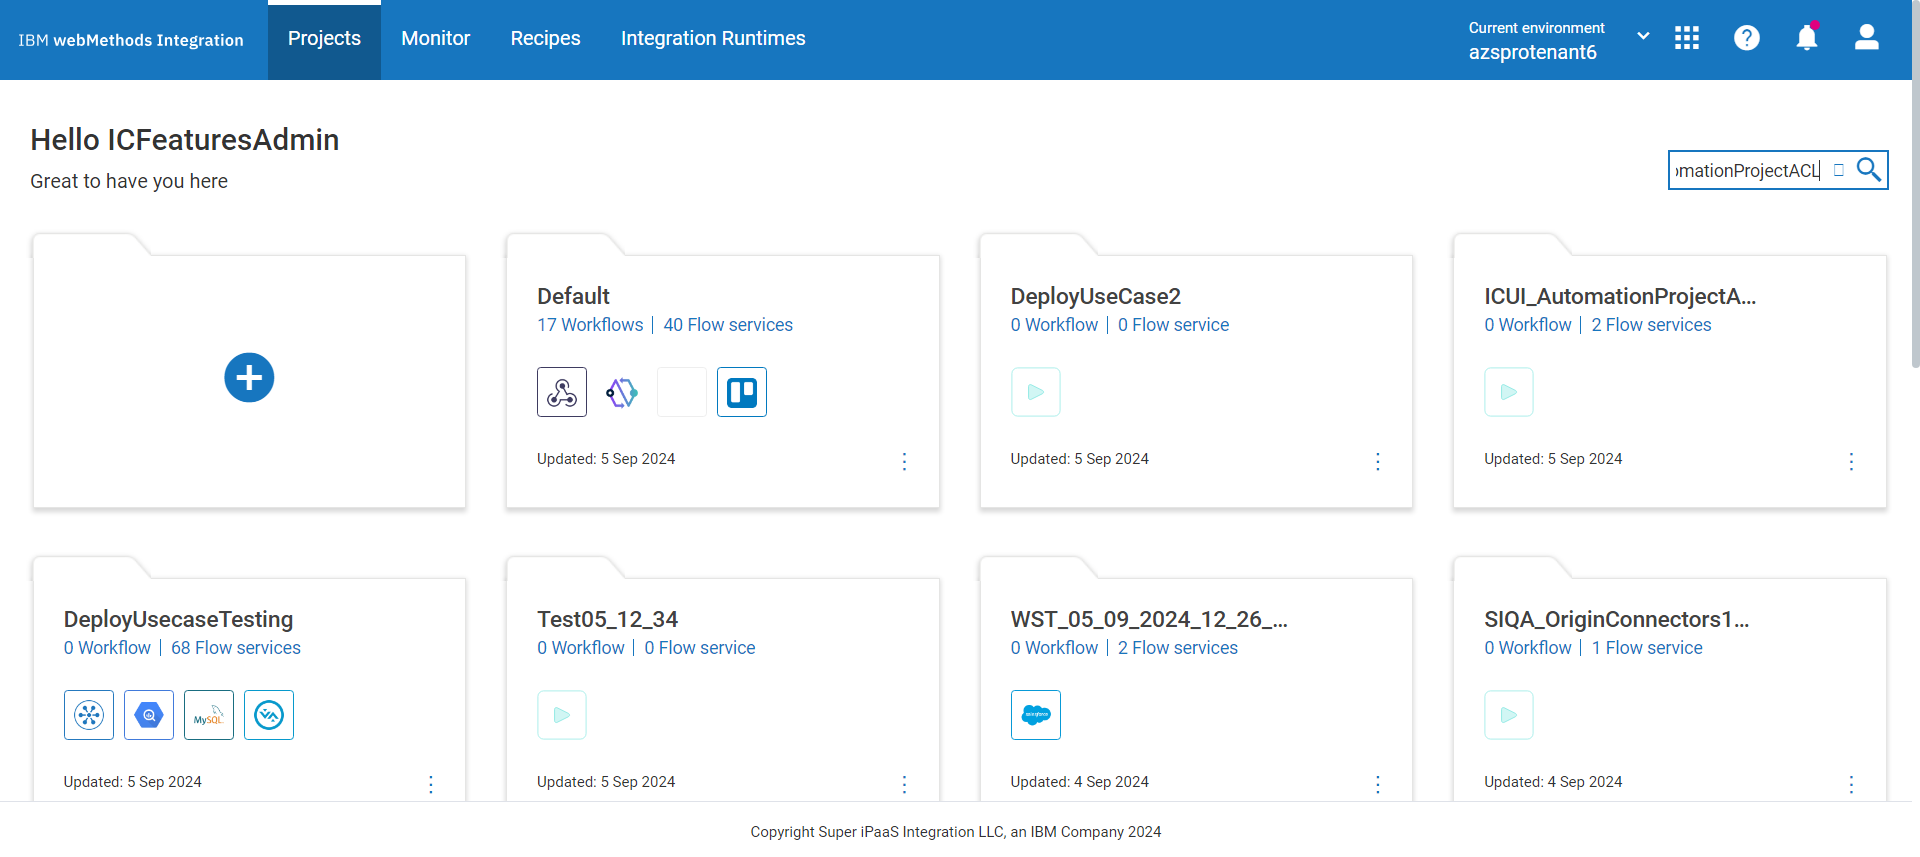 IBM webMethods Integration
Projects
Monitor
Recipes
Integration Runtimes
Current environment
azsprotenant6
Hello ICFeaturesAdmin
Great to have you here
omationProjectACL
Default
17 Workflows | 40 Flow services
Updated: 5 Sep 2024
DeployUseCase2
0 Workflow | 0 Flow service
Updated: 5 Sep 2024
ICUI_AutomationProjectA...
0 Workflow | 2 Flow services
Updated: 5 Sep 2024
DeployUsecaseTesting
0 Workflow | 68 Flow services
MySQL
Updated: 5 Sep 2024
Test05_12_34
0 Workflow | 0 Flow service
Updated: 5 Sep 2024
WST_05_09_2024_12_26_...
0 Workflow | 2 Flow services
salesforce
Updated: 4 Sep 2024
SIQA_OriginConnectors1...
0 Workflow | 1 Flow service
Updated: 4 Sep 2024
Copyright Super iPaaS Integration LLC, an IBM Company 2024